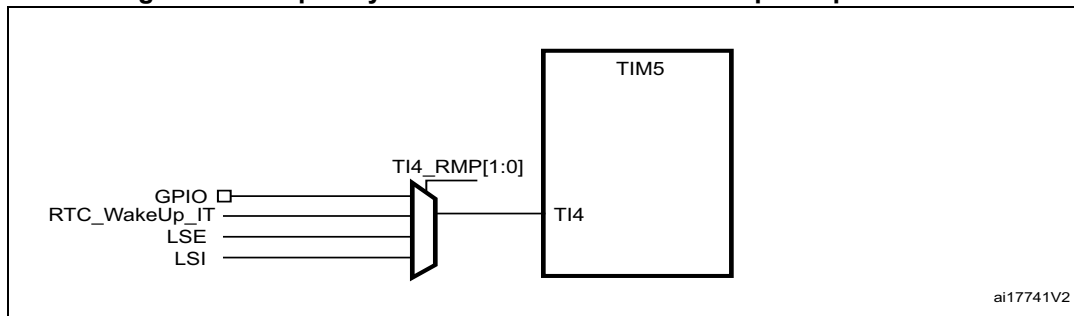 TIM5
TI4_RMP[1:0]
GPIO
RTC_WakeUp_IT
TI4
LSE
LSI
ai17741V2